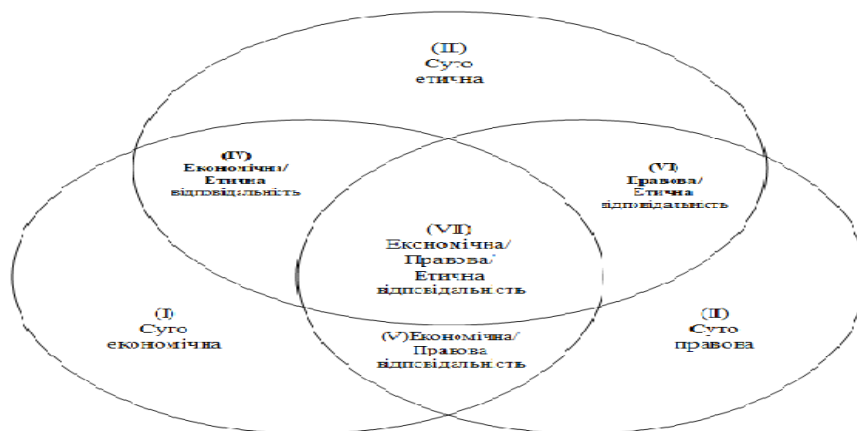 (III)
Суто
етична
(IV)
Економічна/
Етична
відповідальність
(VI)
Правова/
Етична
відповідальність
(VII)
Економічна/
Правова/
Етична
відповідальність
(I)
Суто
економічна
(V)Економічна/
Правова
відповідальність
(II)
Суто
правова